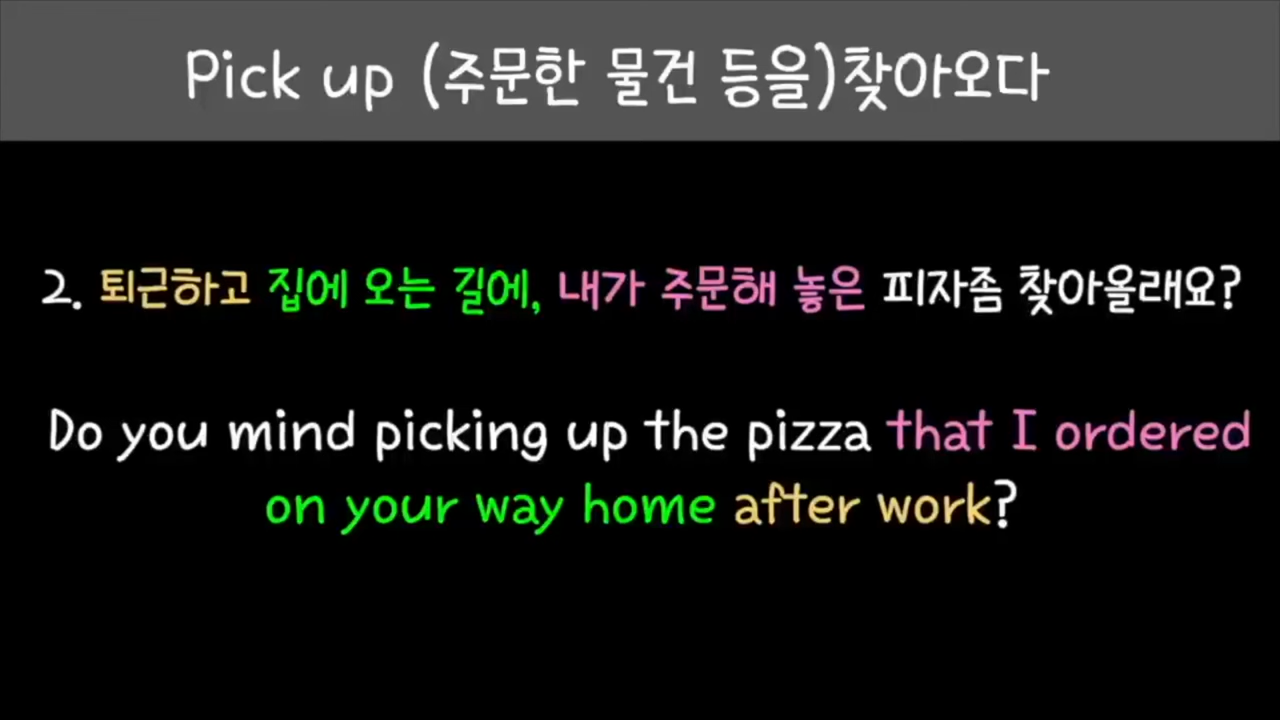 Pick up (주문한 물건 등을)찾아오다
2. 퇴근하고 집에 오는 길에, 내가 주문해 놓은 피자좀 찾아올래요?
Do you mind picking up the pizza that I ordered
on your way home after work?